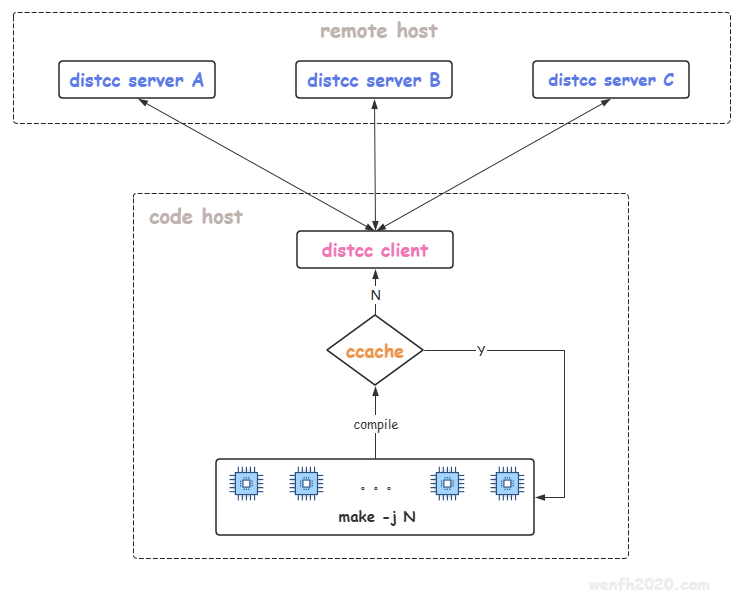 remote host
distcc server A
distcc server B
distcc server C
code host
distcc client
N
ccache
Y
compile
. . .
make -j N
wenfh2020.com